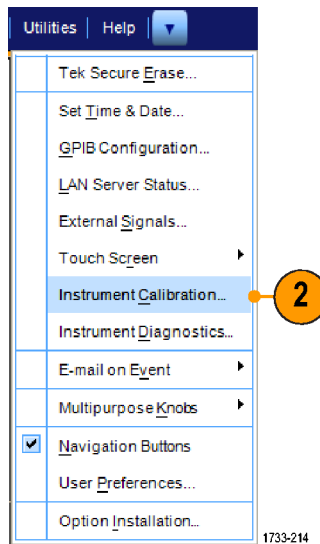 Utilities | Help |
Tek Secure Erase...
Set Time & Date...
GPIB Configuration...
LAN Server Status...
External Signals...
Touch Screen
Instrument Calibration...
2
Instrument Diagnostics...
E-mail on Event
Multipurpose Knobs
Navigation Buttons
User Preferences...
Option Installation...
1733-214